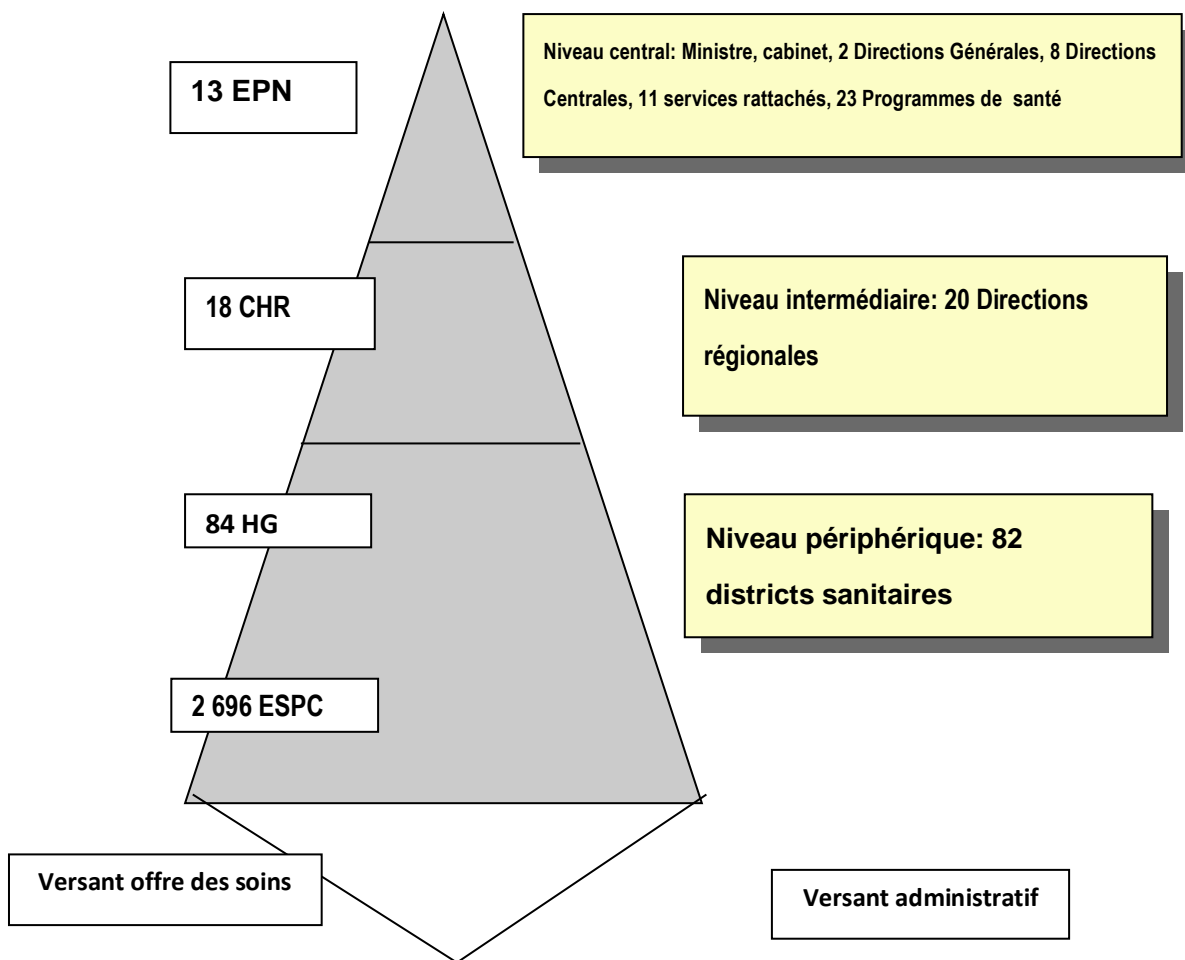 13 EPN
Niveau central: Ministre, cabinet, 2 Directions Générales, 8 Directions
Centrales, 11 services rattachés, 23 Programmes de santé
18 CHR
Niveau intermédiaire: 20 Directions
régionales
84 HG
Niveau périphérique: 82
districts sanitaires
2 696 ESPC
Versant offre des soins
Versant administratif